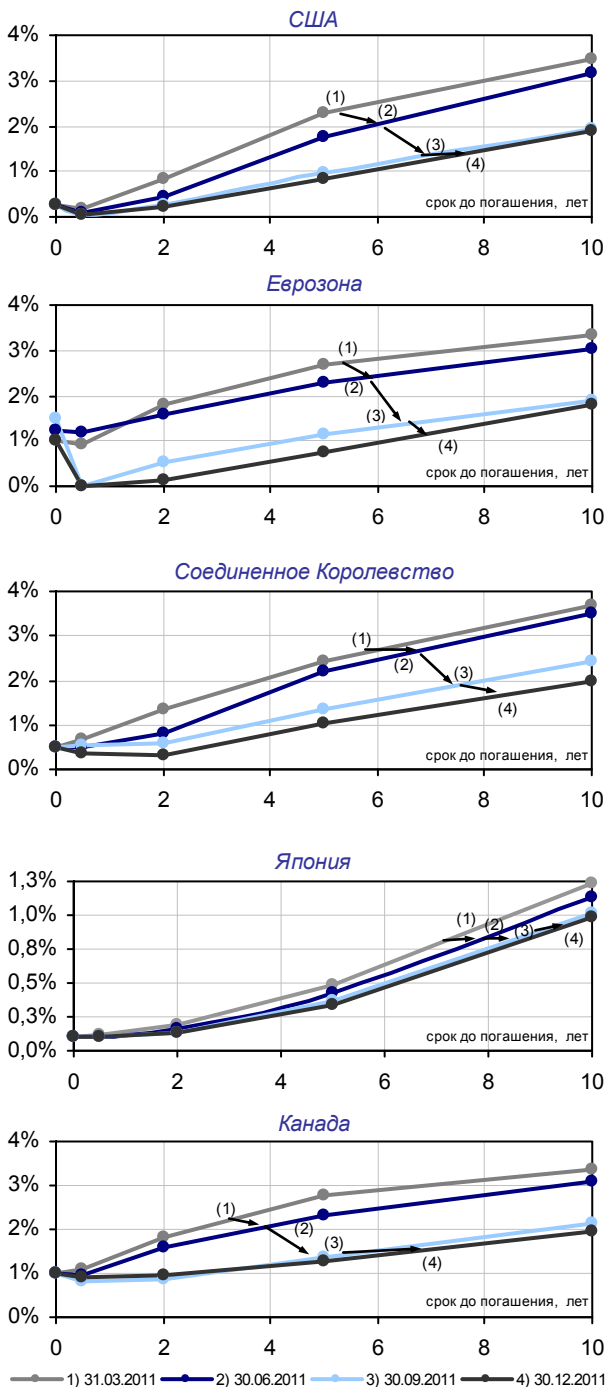 США
4%
3%
(1)
(2)
2%
(3)
(4)
1%
срок до погашения, лет
0%
0 2 4 6 8 10
Еврозона
4%
3%
(1)
(2)
2%
(3)
(4)
1%
срок до погашения, лет
0%
0 2 4 6 8 10
Соединенное Королевство
4%
3%
(1)
(2)
2%
(3)
(4)
1%
срок до погашения, лет
0%
0 2 4 6 8 10
Япония
1,3%
1,0%
(1) (2) (3) (4)
0,8%
0,5%
0,3%
срок до погашения, лет
0,0%
0 2 4 6 8 10
Канада
4%
3%
(1)
(2)
2%
(3)
(4)
1%
срок до погашения, лет
0%
0 2 4 6 8 10
1) 31.03.2011 2) 30.06.2011 3) 30.09.2011 4) 30.12.2011